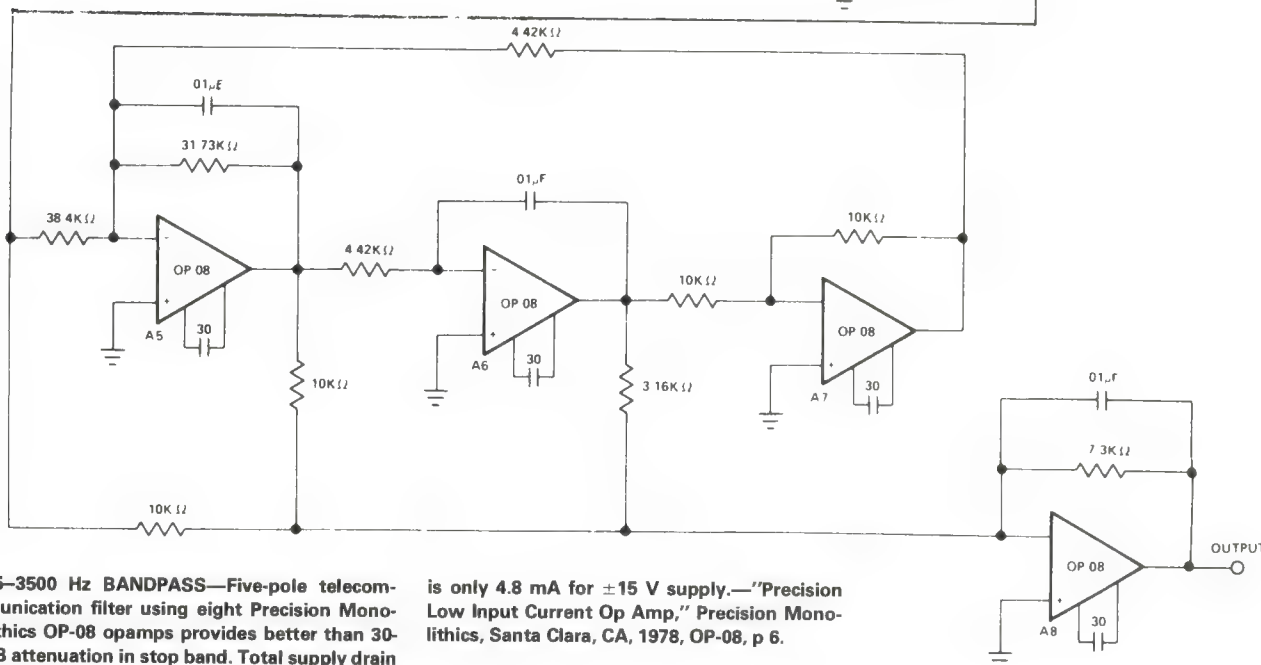 4 42KΩ
01μE
31 73KΩ
38 4KΩ
-
OP 08
+
A5
30
10KΩ
4 42KΩ
01μF
-
OP 08
+
A6
30
3 16KΩ
10KΩ
10KΩ
OP 08
+
A7
30
10KΩ
01μF
7 3KΩ
OP 08
+
A8
30
OUTPUT
5–3500 Hz BANDPASS—Five-pole telecom-
unication filter using eight Precision Mono-
thics OP-08 opamps provides better than 30-
B attenuation in stop band. Total supply drain
is only 4.8 mA for ±15 V supply.—"Precision
Low Input Current Op Amp," Precision Mono-
lithics, Santa Clara, CA, 1978, OP-08, p 6.